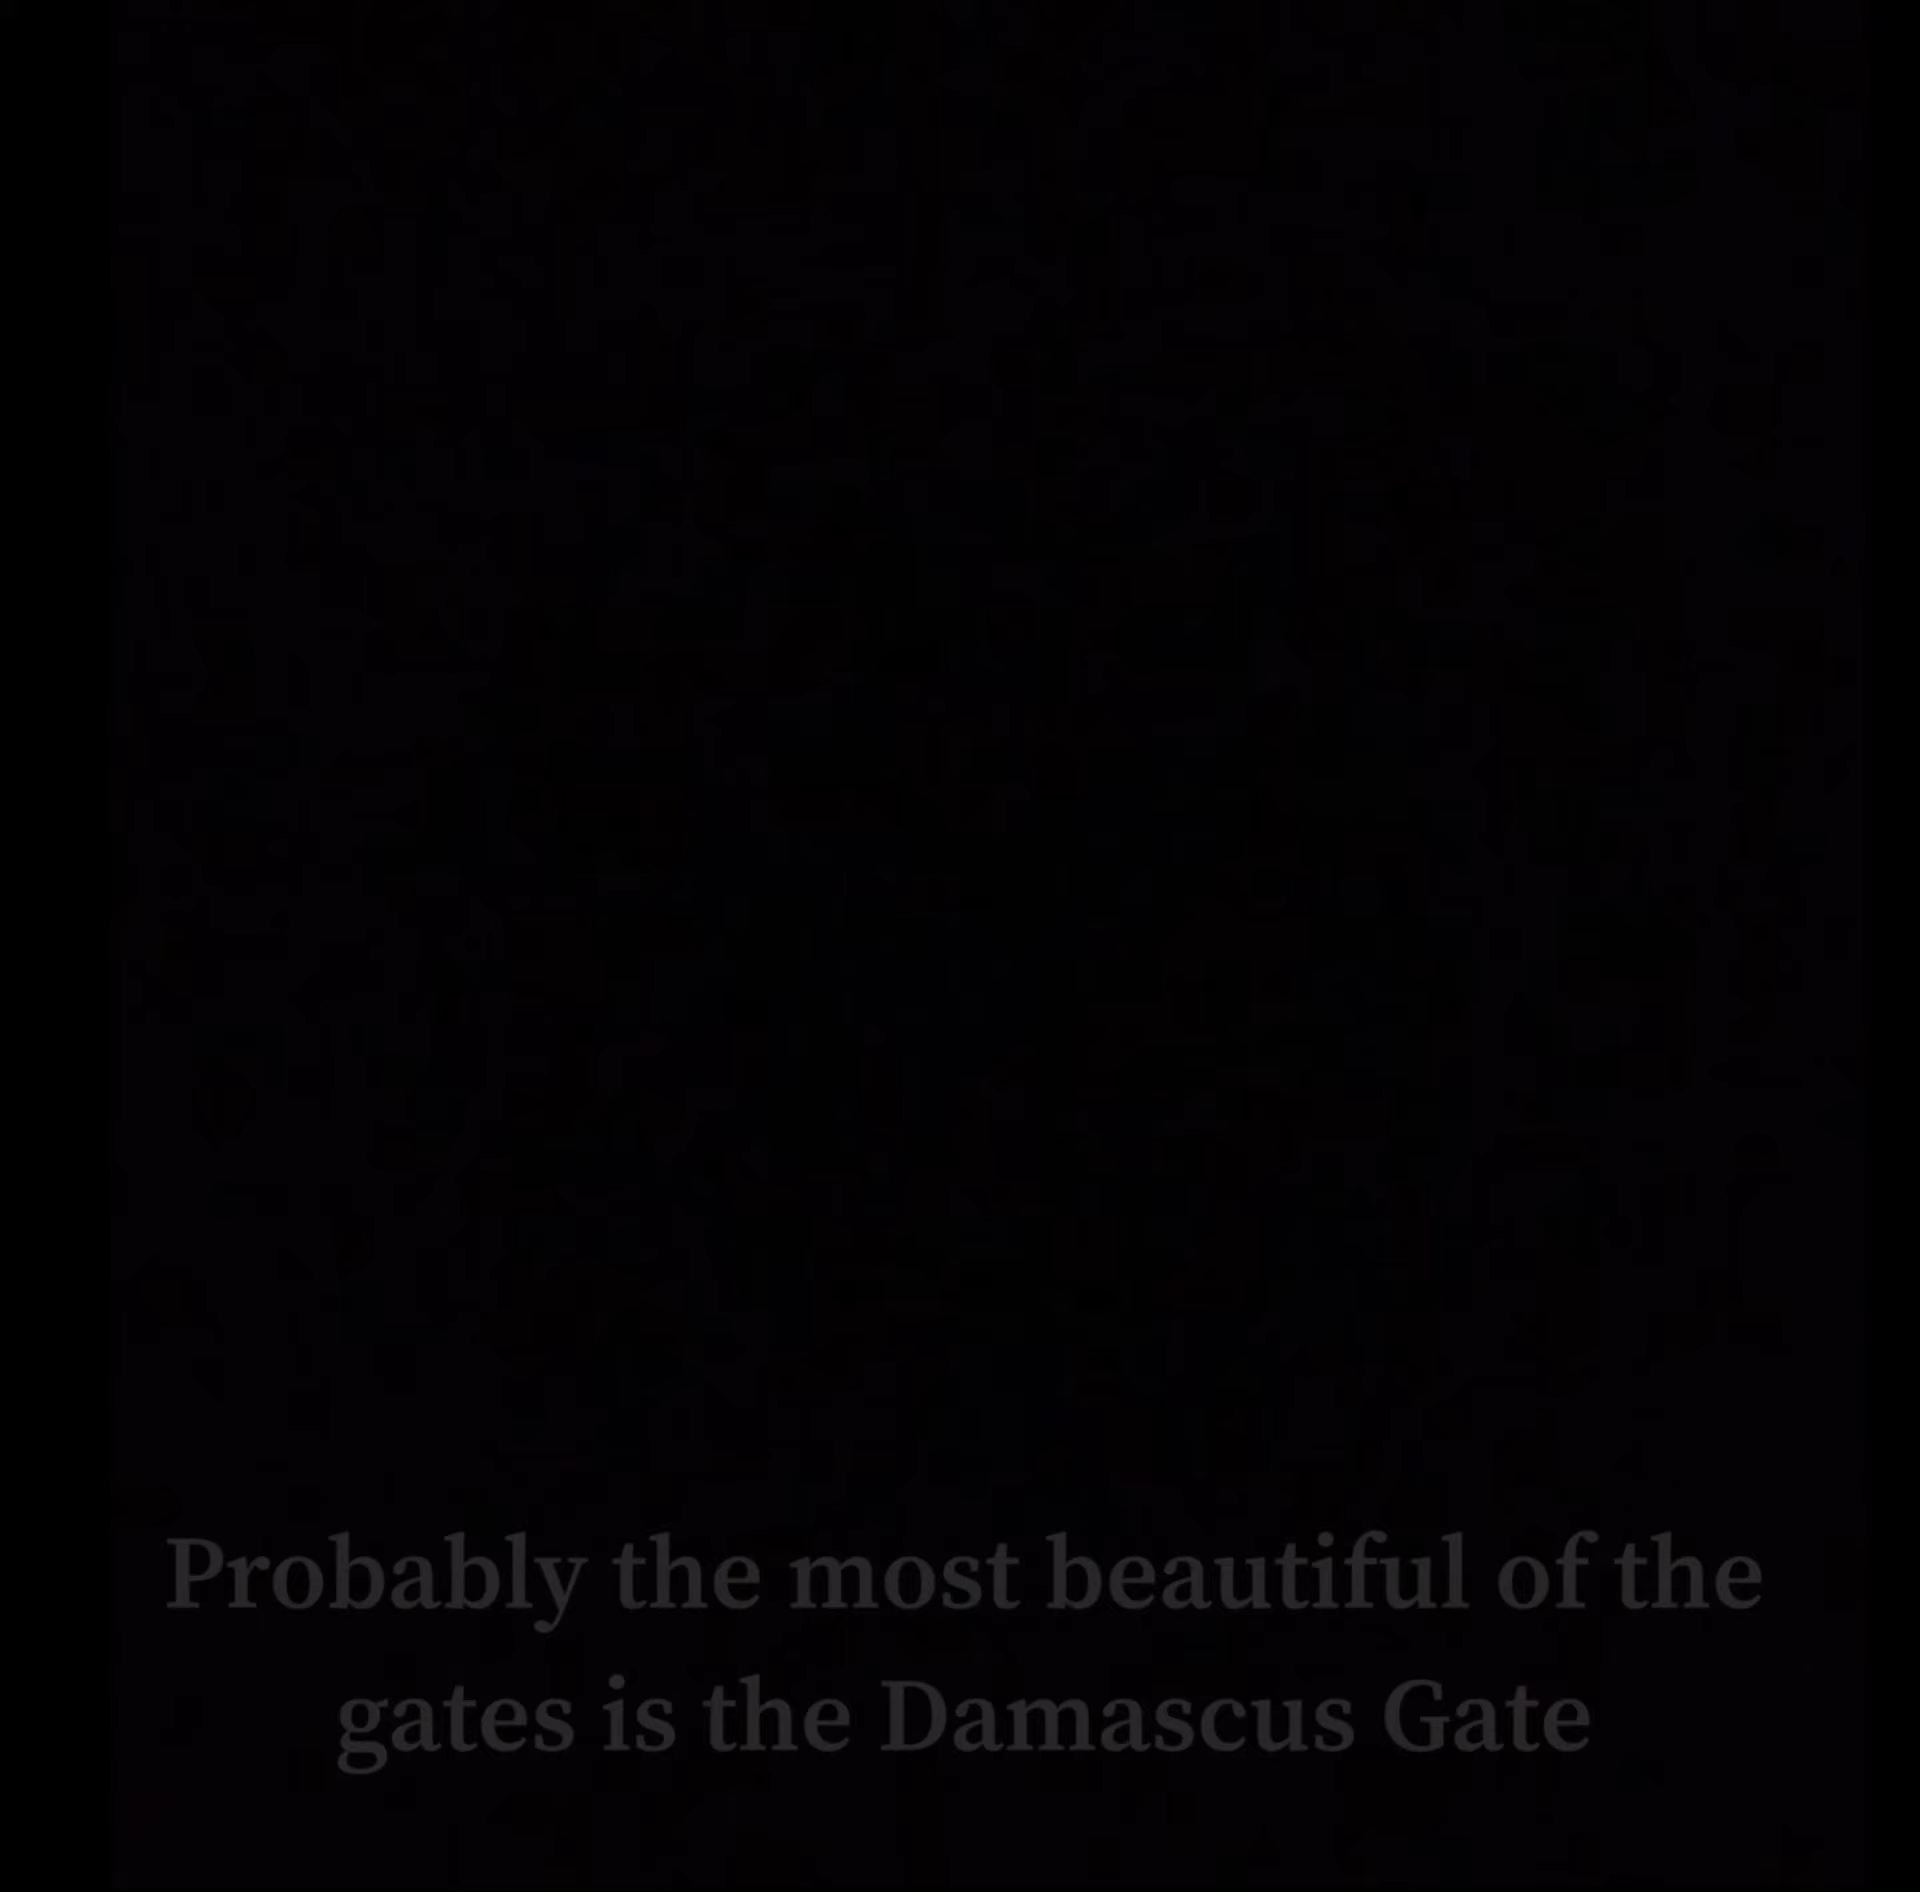 Probably the most beautiful of the
gates is the Damascus Gate